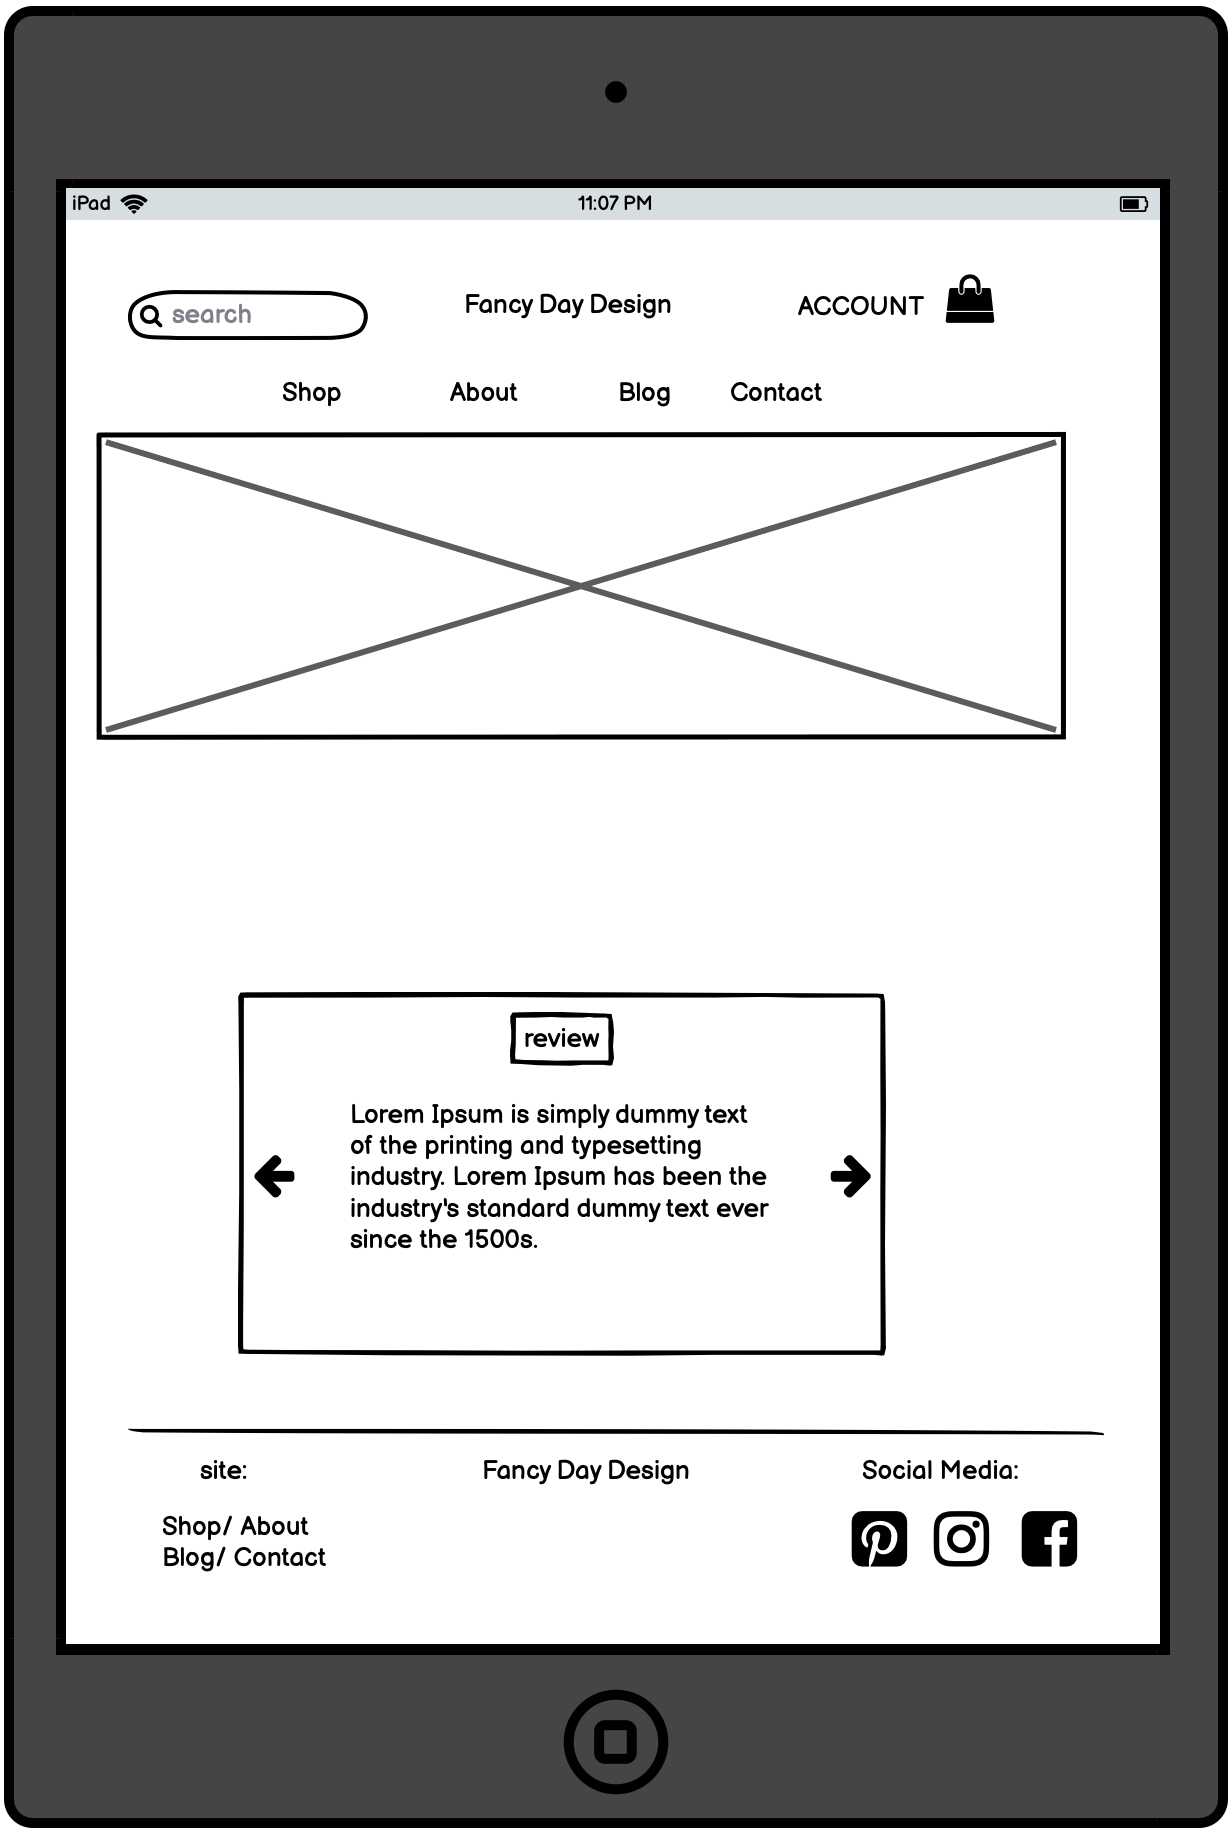 iPad
11:07 PM
search
Fancy Day Design
ACCOUNT
Shop
About
Blog
Contact
review
Lorem Ipsum is simply dummy text
of the printing and typesetting
industry. Lorem Ipsum has been the
industry's standard dummy text ever
since the 1500s.
site:
Fancy Day Design
Social Media:
Shop/ About
Blog/ Contact